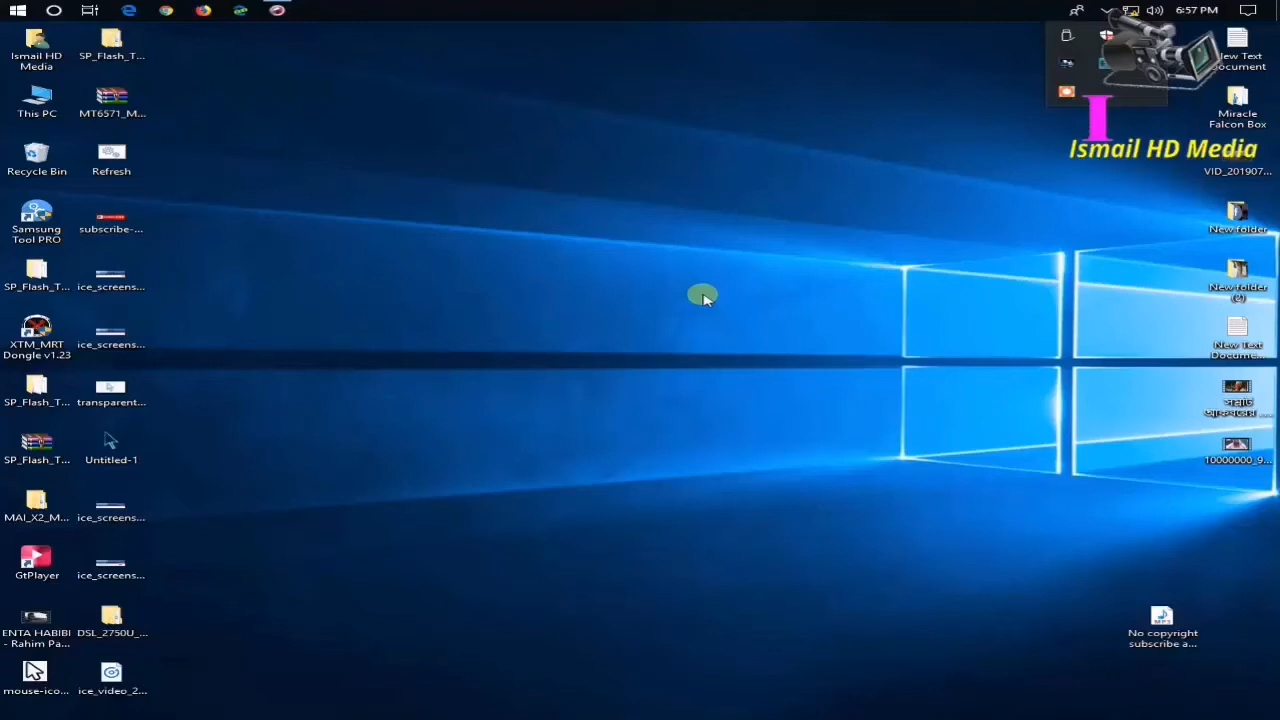 6:57 PM
Ismail HD
Media
SP_Flash_T...
This PC
MT6571_M...
Recycle Bin
Refresh
Samsung
Tool PRO
subscribe-...
SP_Flash_T...
ice_screens...
XTM_MRT
Dongle v1.23
ice_screens...
SP_Flash_T...
transparent...
SP_Flash_T...
Untitled-1
MAI_X2_M...
ice_screens...
GtPlayer
ice_screens...
ENTA HABIBI
- Rahim Pa...
DSL_2750U_...
mouse-ico...
ice_video_2...
New Text
Document
Miracle
Falcon Box
I
Ismail HD Media
VID_201907...
New folder
New folder
(2)
New Text
Docume...
10000000_9...
No copyright
subscribe a...
MP3